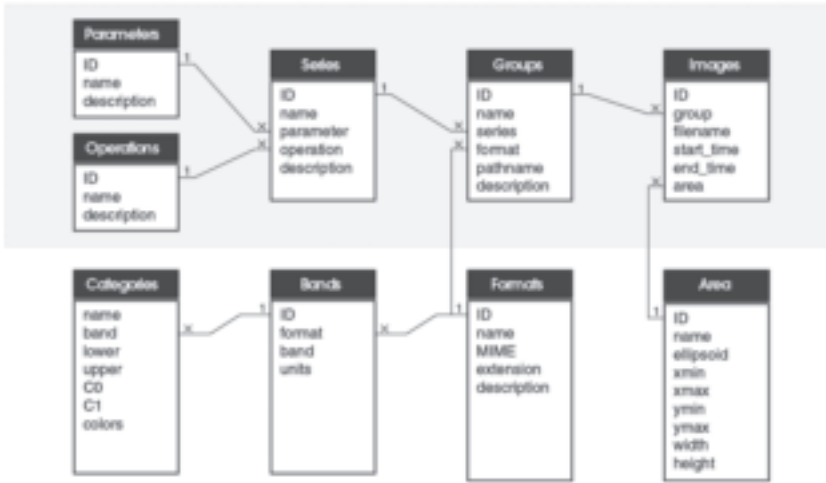 Parameters
ID
name
description
Operations
ID
name
description
Series
ID
name
parameter
operation
description
Groups
ID
name
series
format
pathname
description
Images
ID
group
filename
start_time
end_time
area
1
x
1
x
1
x
x
1
x
x
Categories
name
band
lower
upper
C0
C1
colors
Bands
ID
format
band
units
Formats
ID
name
MIME
extension
description
Area
ID
name
ellipsoid
xmin
xmax
ymin
ymax
width
height
x
1
x
1
1